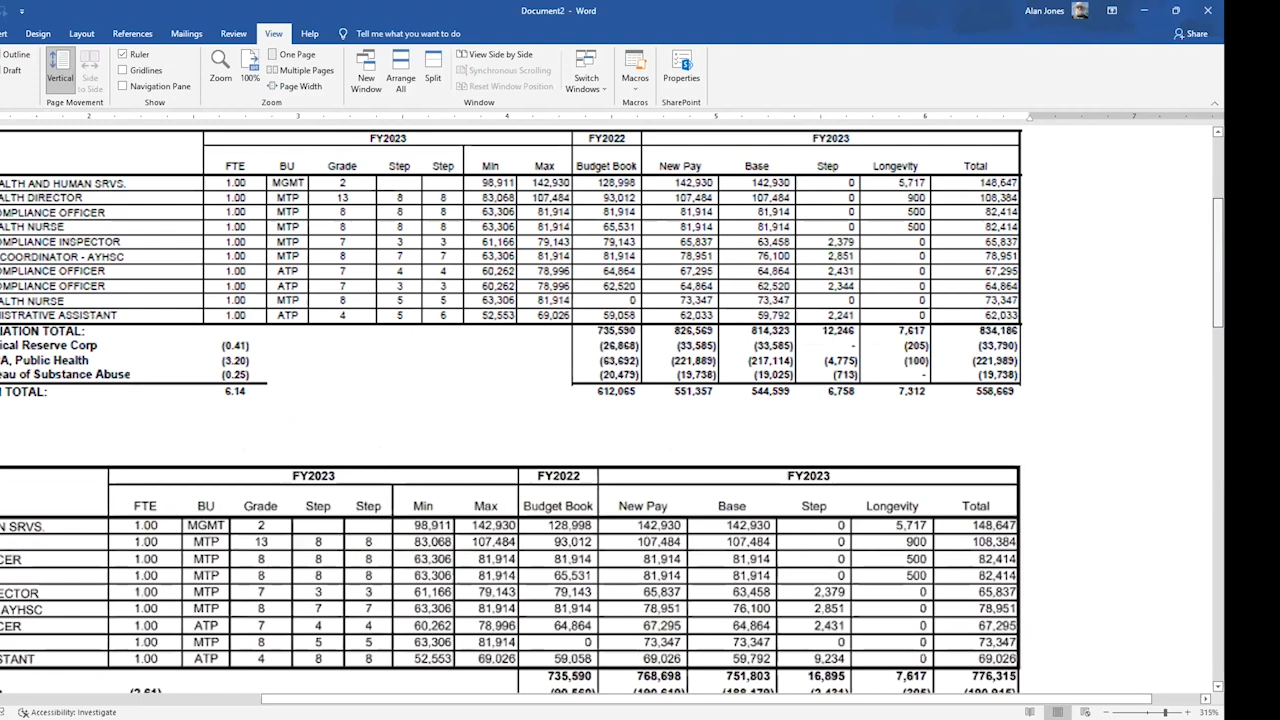 Document2 - Word
Alan Jones
rt Design Layout References Mailings Review View Help Tell me what you want to do
Share
Outline
Draft
Vertical
Side
to Side
Page Movement
Ruler
Gridlines
Navigation Pane
Show
Zoom
100%
One Page
Multiple Pages
Page Width
Zoom
New
Window
Arrange
All
Split
View Side by Side
Synchronous Scrolling
Reset Window Position
Window
Switch
Windows
Macros
Macros
Properties
SharePoint
2 3 4 5 6 7
FY2023 FY2022 FY2023
FTE BU Grade Step Step Min Max Budget Book New Pay Base Step Longevity Total
ALTH AND HUMAN SRVS. 1.00 MGMT 2 98,911 142,930 128,998 142,930 142,930 0 5,717 148,647
ALTH DIRECTOR 1.00 MTP 13 8 8 83,068 107,484 93,012 107,484 107,484 0 900 108,384
OMPLIANCE OFFICER 1.00 MTP 8 8 8 63,306 81,914 81,914 81,914 81,914 0 500 82,414
ALTH NURSE 1.00 MTP 8 8 8 63,306 81,914 65,531 81,914 81,914 0 500 82,414
OMPLIANCE INSPECTOR 1.00 MTP 7 3 3 61,166 79,143 79,143 65,837 63,458 2,379 0 65,837
COORDINATOR - AYHSC 1.00 MTP 8 7 7 63,306 81,914 81,914 78,951 76,100 2,851 0 78,951
OMPLIANCE OFFICER 1.00 ATP 7 4 4 60,262 78,996 64,864 67,295 64,864 2,431 0 67,295
OMPLIANCE OFFICER 1.00 ATP 7 3 3 60,262 78,996 62,520 64,864 62,520 2,344 0 64,864
ALTH NURSE 1.00 MTP 8 5 5 63,306 81,914 0 73,347 73,347 0 0 73,347
NISTRATIVE ASSISTANT 1.00 ATP 4 5 6 52,553 69,026 59,058 62,033 59,792 2,241 0 62,033
IATION TOTAL: 735,590 826,569 814,323 12,246 7,617 834,186
ical Reserve Corp (0.41) (26,868) (33,585) (33,585) - (205) (33,790)
A, Public Health (3.20) (63,692) (221,889) (217,114) (4,775) (100) (221,989)
eau of Substance Abuse (0.25) (20,479) (19,738) (19,025) (713) - (19,738)
TOTAL: 6.14 612,065 551,357 544,599 6,758 7,312 558,669
FY2023 FY2022 FY2023
FTE BU Grade Step Step Min Max Budget Book New Pay Base Step Longevity Total
N SRVS. 1.00 MGMT 2 98,911 142,930 128,998 142,930 142,930 0 5,717 148,647
1.00 MTP 13 8 8 83,068 107,484 93,012 107,484 107,484 0 900 108,384
CER 1.00 MTP 8 8 8 63,306 81,914 81,914 81,914 81,914 0 500 82,414
1.00 MTP 8 8 8 63,306 81,914 65,531 81,914 81,914 0 500 82,414
ECTOR 1.00 MTP 7 3 3 61,166 79,143 79,143 65,837 63,458 2,379 0 65,837
AYHSC 1.00 MTP 8 7 7 63,306 81,914 81,914 78,951 76,100 2,851 0 78,951
CER 1.00 ATP 7 4 4 60,262 78,996 64,864 67,295 64,864 2,431 0 67,295
1.00 MTP 8 5 5 63,306 81,914 0 73,347 73,347 0 0 73,347
STANT 1.00 ATP 4 8 8 52,553 69,026 59,058 69,026 59,792 9,234 0 69,026
735,590 768,698 751,803 16,895 7,617 776,315
Accessibility: Investigate
315%